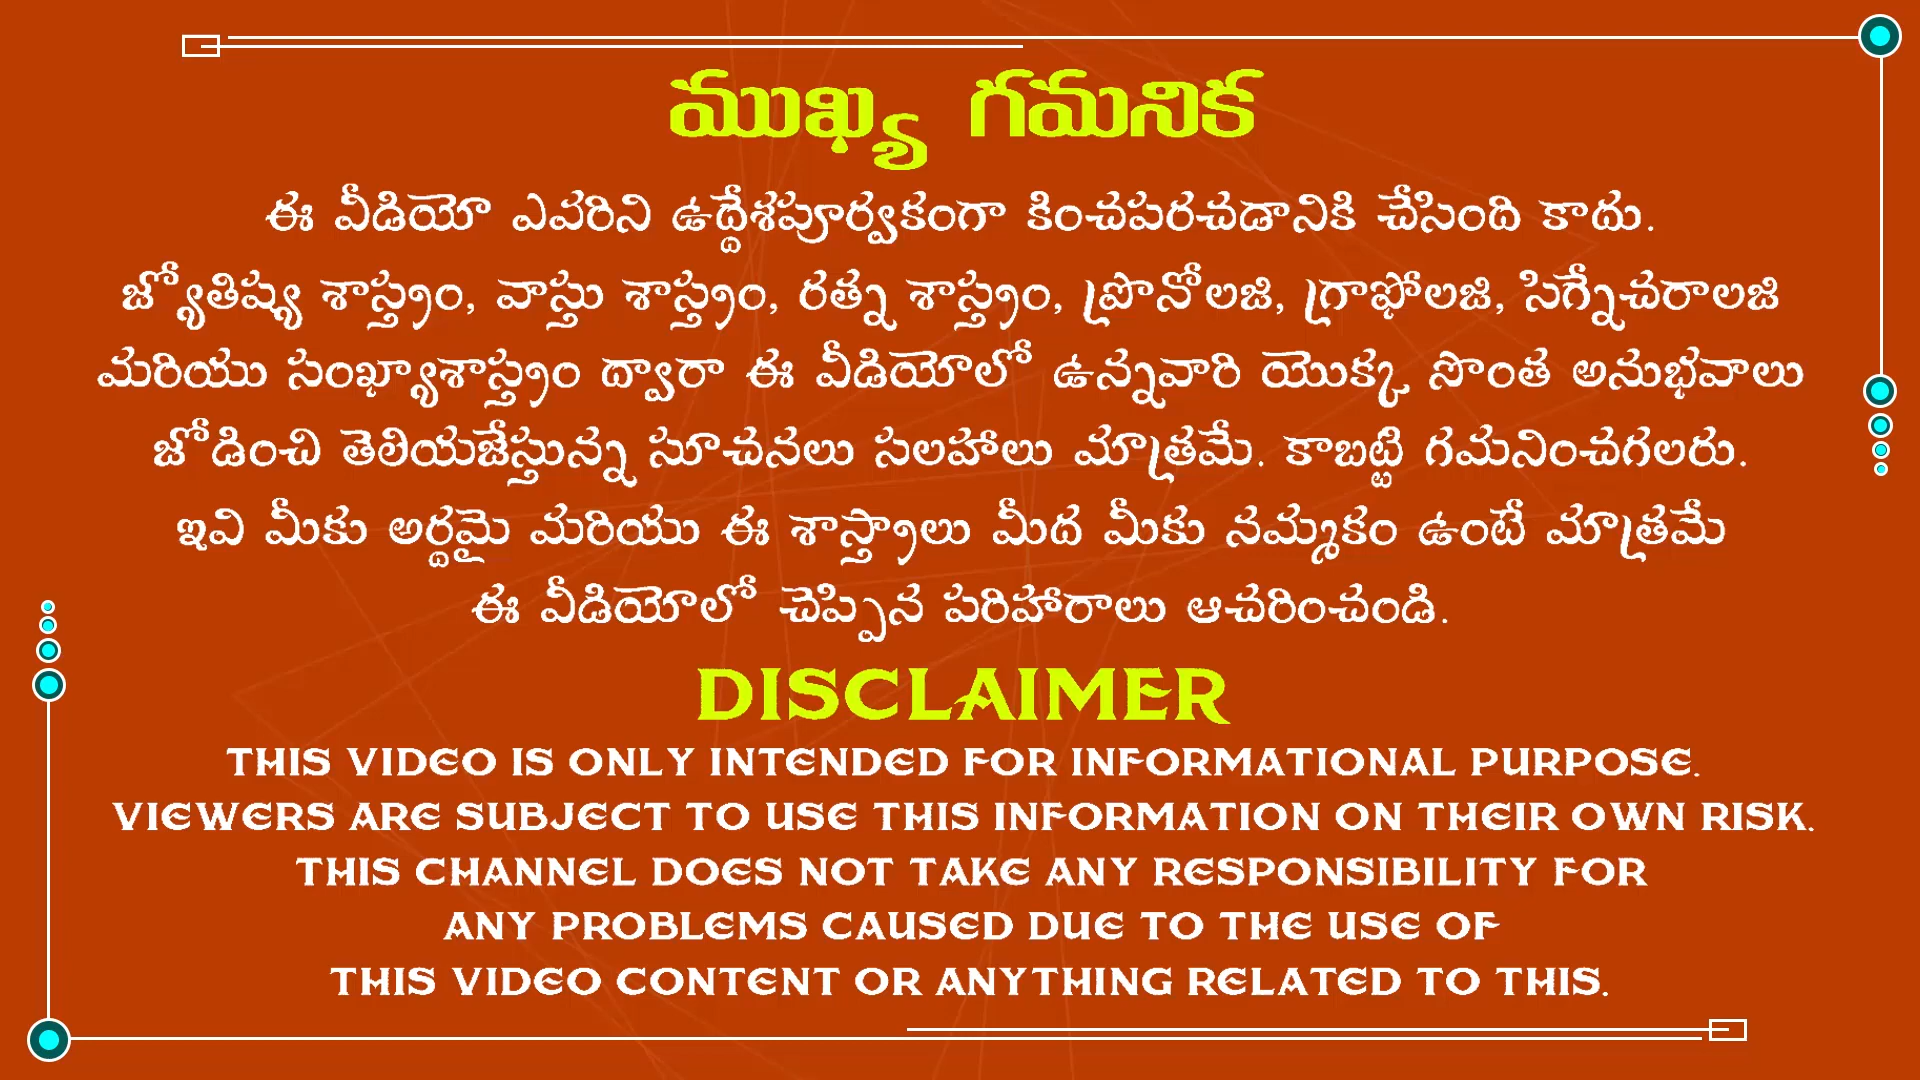 ముఖ్య గమనిక
ఈ వీడియో ఎవరిని ఉద్దేశపూర్వకంగా కించపరచడానికి చేసింది కాదు.
జ్యోతిష్య శాస్త్రం, వాస్తు శాస్త్రం, రత్న శాస్త్రం, ప్రొనోలజి, గ్రాఫోలజి, సిగ్నేచరాలజి
మరియు సంఖ్యాశాస్త్రం ద్వారా ఈ వీడియోలో ఉన్నవారి యొక్క సొంత అనుభవాలు
జోడించి తెలియజేస్తున్న సూచనలు సలహాలు మాత్రమే. కాబట్టి గమనించగలరు.
ఇవి మీకు అర్దమై మరియు ఈ శాస్త్రాలు మీద మీకు నమ్మకం ఉంటే మాత్రమే
ఈ వీడియోలో చెప్పిన పరిహారాలు ఆచరించండి.
DISCLAIMER
THIS VIDEO IS ONLY INTENDED FOR INFORMATIONAL PURPOSE.
VIEWERS ARE SUBJECT TO USE THIS INFORMATION ON THEIR OWN RISK.
THIS CHANNEL DOES NOT TAKE ANY RESPONSIBILITY FOR
ANY PROBLEMS CAUSED DUE TO THE USE OF
THIS VIDEO CONTENT OR ANYTHING RELATED TO THIS.